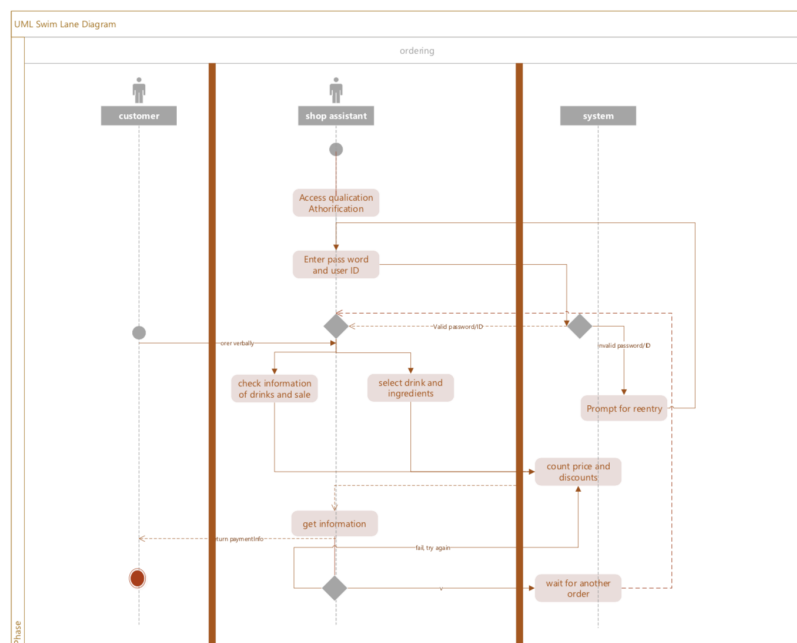 UML Swim Lane Diagram
ordering
customer
shop assistant
system
Access qualication
Athorification
Enter pass word
and user ID
Valid password/ID
invalid password/ID
orer verbally
check information
of drinks and sale
select drink and
ingredients
Prompt for reentry
count price and
discounts
get information
turn paymentinfo
fail, try again
wait for another
order
Phase